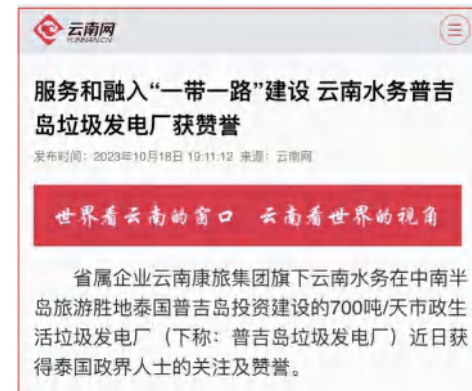 云南网
YUNNAN.CN
服务和融入“一带一路”建设 云南水务普吉
岛垃圾发电厂获赞誉
发布时间：2023年10月18日 19:11:12 来源：云南网
世界看云南的窗口 云南看世界的视角
省属企业云南康旅集团旗下云南水务在中南半
岛旅游胜地泰国普吉岛投资建设的700吨/天市政生
活垃圾发电厂（下称：普吉岛垃圾发电厂）近日获
得泰国政界人士的关注及赞誉。